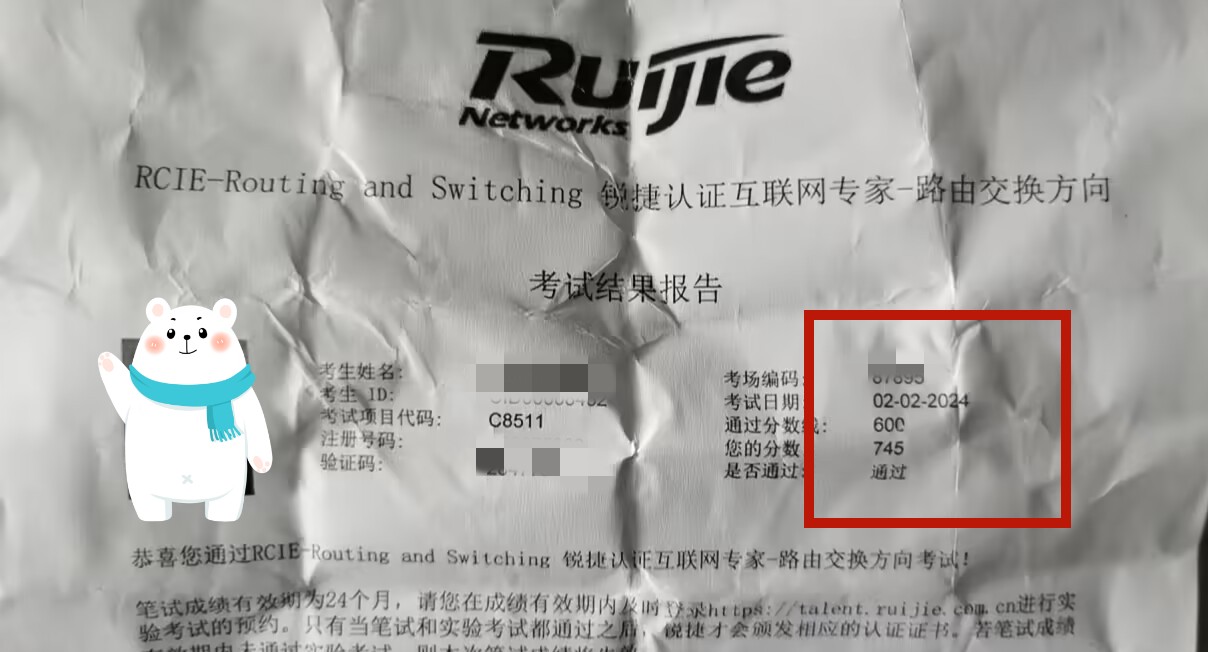 Ruijie
Networks
RCIE-Routing and Switching 锐捷认证互联网专家-路由交换方向
考试结果报告
考生姓名:
考生 ID:
考试项目代码: C8511
注册号码:
验证码:
考场编码: 67895
考试日期: 02-02-2024
通过分数线: 600
您的分数 745
是否通过: 通过
恭喜您通过RCIE-Routing and Switching 锐捷认证互联网专家-路由交换方向考试!
笔试成绩有效期为24个月, 请您在成绩有效期内及时登录https://talent.ruijie.com.cn进行实
验考试的预约。只有当笔试和实验考试都通过之后, 锐捷才会颁发相应的认证证书。若笔试成绩